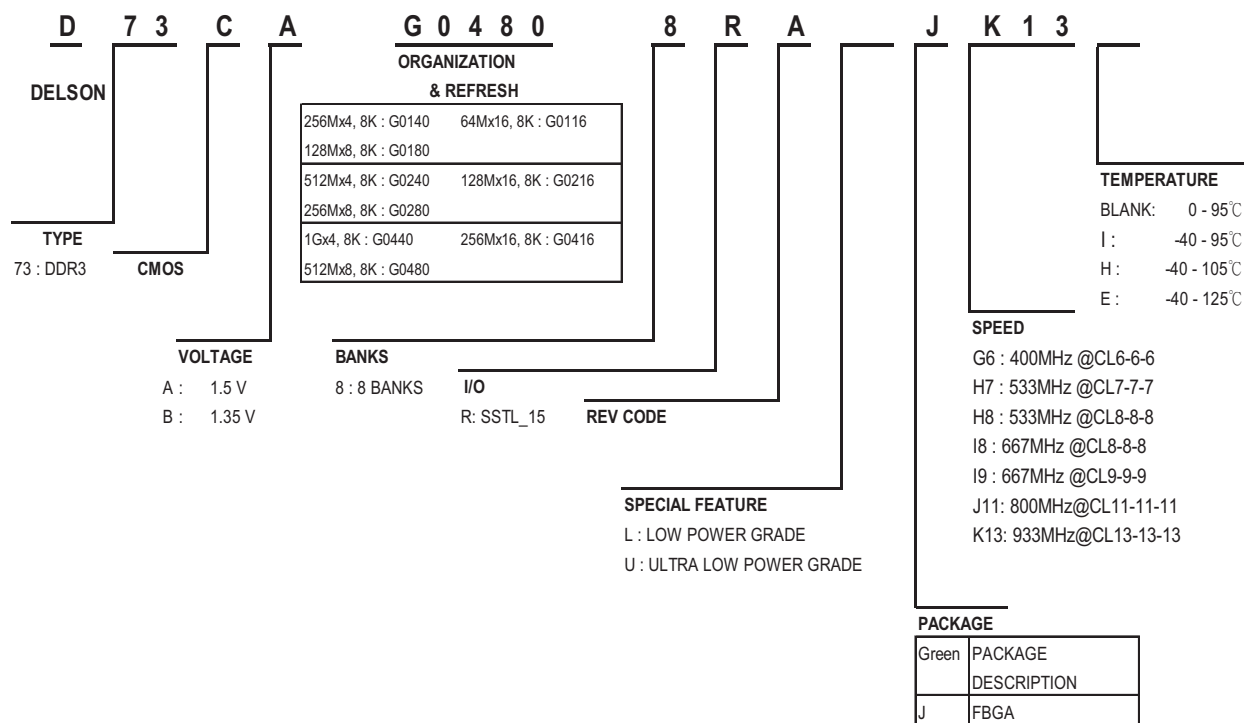 D 7 3 C A G 0 4 8 0 8 R A J K 1 3
DELSON
ORGANIZATION
& REFRESH
256Mx4, 8K : G0140 64Mx16, 8K : G0116
128Mx8, 8K : G0180
512Mx4, 8K : G0240 128Mx16, 8K : G0216
256Mx8, 8K : G0280
1Gx4, 8K : G0440 256Mx16, 8K : G0416
512Mx8, 8K : G0480
TYPE
73 : DDR3
CMOS
TEMPERATURE
BLANK: 0 - 95℃
I : -40 - 95℃
H : -40 - 105℃
E : -40 - 125℃
VOLTAGE
A : 1.5 V
B : 1.35 V
BANKS
8 : 8 BANKS
I/O
R: SSTL_15
REV CODE
SPEED
G6 : 400MHz @CL6-6-6
H7 : 533MHz @CL7-7-7
H8 : 533MHz @CL8-8-8
I8 : 667MHz @CL8-8-8
I9 : 667MHz @CL9-9-9
J11: 800MHz@CL11-11-11
K13: 933MHz@CL13-13-13
SPECIAL FEATURE
L : LOW POWER GRADE
U : ULTRA LOW POWER GRADE
PACKAGE
Green PACKAGE
DESCRIPTION
J FBGA